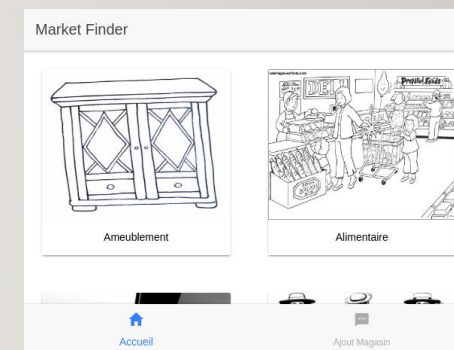 Market Finder
DELI
Ameublement
Alimentaire
Accueil
Ajout Magasin